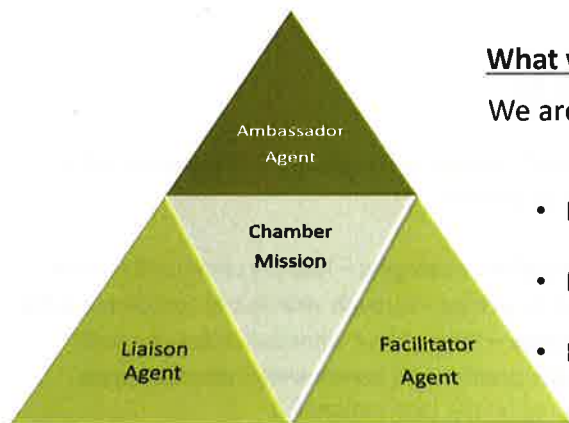 What
We are
Ambassador
Agent
Chamber
Mission
Liaison
Agent
Facilitator
Agent